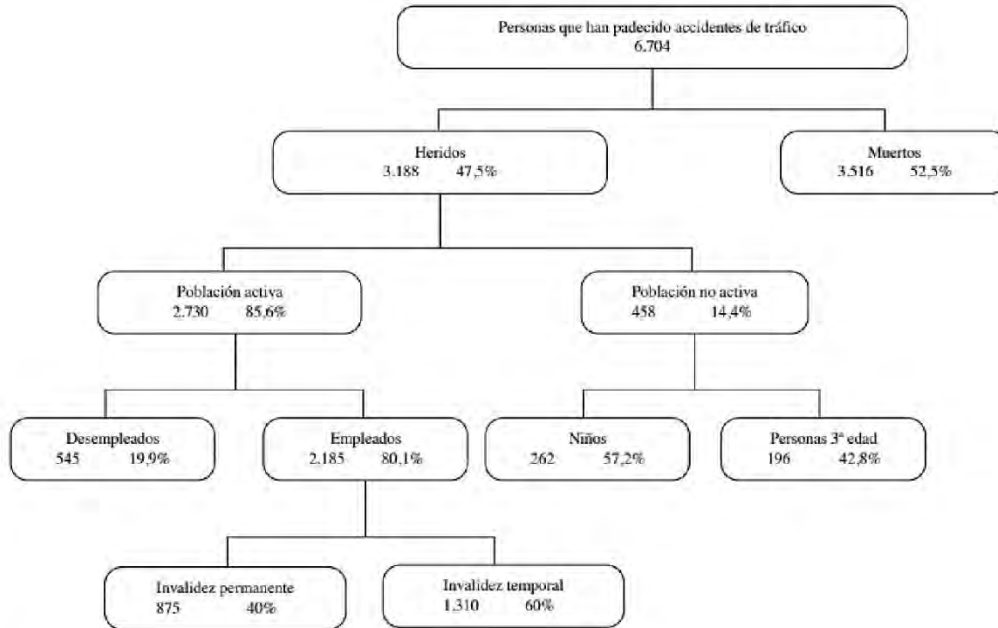 Personas que han padecido accidentes de tráfico
6.704
Heridos
3.188 47,5%
Muertos
3.516 52,5%
Población activa
2.730 85,6%
Población no activa
458 14,4%
Desempleados
545 19,9%
Empleados
2.185 80,1%
Niños
262 57,2%
Personas 3ª edad
196 42,8%
Invalidez permanente
875 40%
Invalidez temporal
1.310 60%